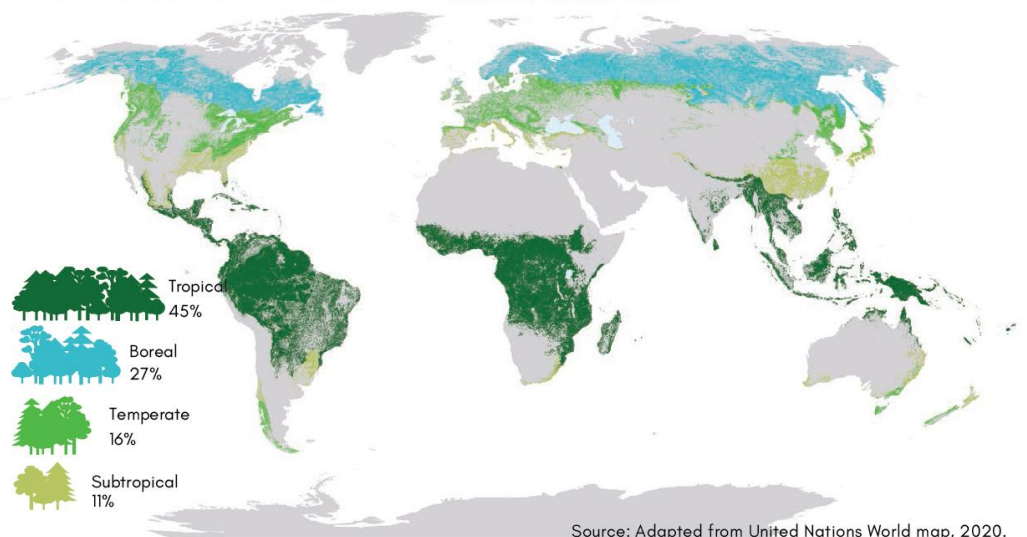 Tropical
45%
Boreal
27%
Temperate
16%
Subtropical
11%
Source: Adapted from United Nations World map, 2020.